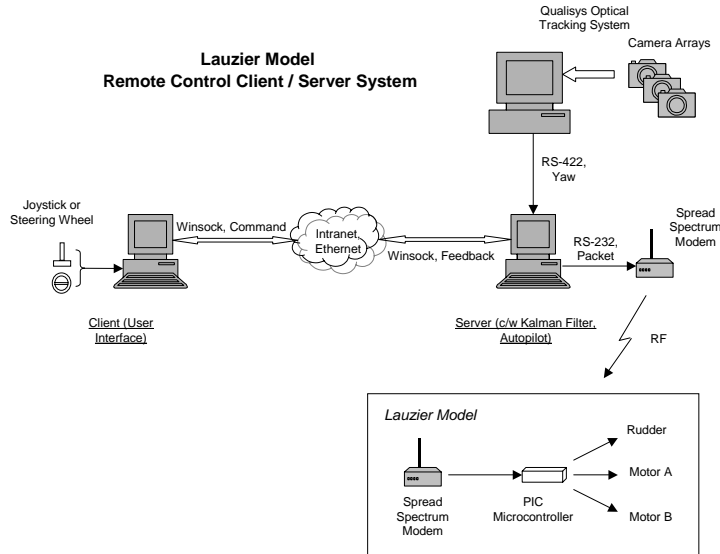 Qualisys Optical
Tracking System
Camera Arrays
Lauzier Model
Remote Control Client / Server System
RS-422,
Yaw
Joystick or
Steering Wheel
Winsock, Command
Intranet,
Ethernet
Winsock, Feedback
RS-232,
Packet
Spread
Spectrum
Modem
Client (User
Interface)
Server (c/w Kalman Filter,
Autopilot)
RF
Lauzier Model
Rudder
Motor A
Motor B
Spread
Spectrum
Modem
PIC
Microcontroller